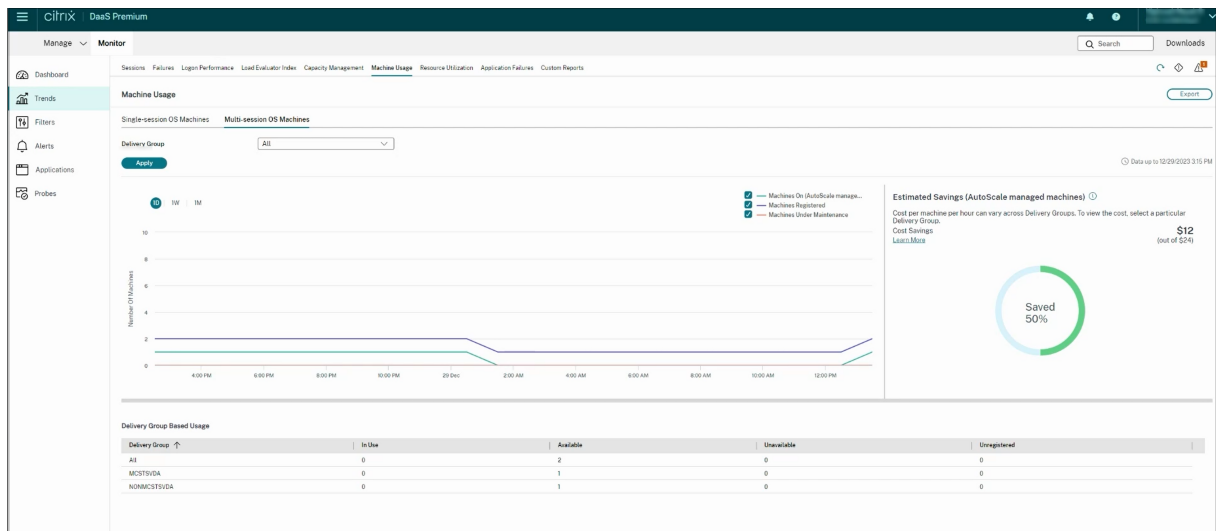 citrix DaaS Premium
Manage Monitor Search Downloads
Dashboard
Trends
Filters
Alerts
Applications
Probes
Sessions Failures Logon Performance Load Evaluator Index Capacity Management Machine Usage Resource Utilization Application Failures Custom Reports
Machine Usage Export
Single-session OS Machines Multi-session OS Machines
Delivery Group All
Apply Data up to 12/29/2023 3:15 PM
1D 1W 1M
Machines On (AutoScale manage...
Machines Registered
Machines Under Maintenance
Number Of Machines
10
8
6
4
2
0
4:00 PM 6:00 PM 8:00 PM 10:00 PM 29 Dec 2:00 AM 4:00 AM 6:00 AM 8:00 AM 10:00 AM 12:00 PM
Estimated Savings (AutoScale managed machines)
Cost per machine per hour can vary across Delivery Groups. To view the cost, select a particular
Delivery Group.
Cost Savings $12
Learn More (out of $24)
Saved
50%
Delivery Group Based Usage
Delivery Group In Use Available Unavailable Unregistered
All 0 2 0 0
MCSTSVDA 0 1 0 0
NONMCSTSVDA 0 1 0 0